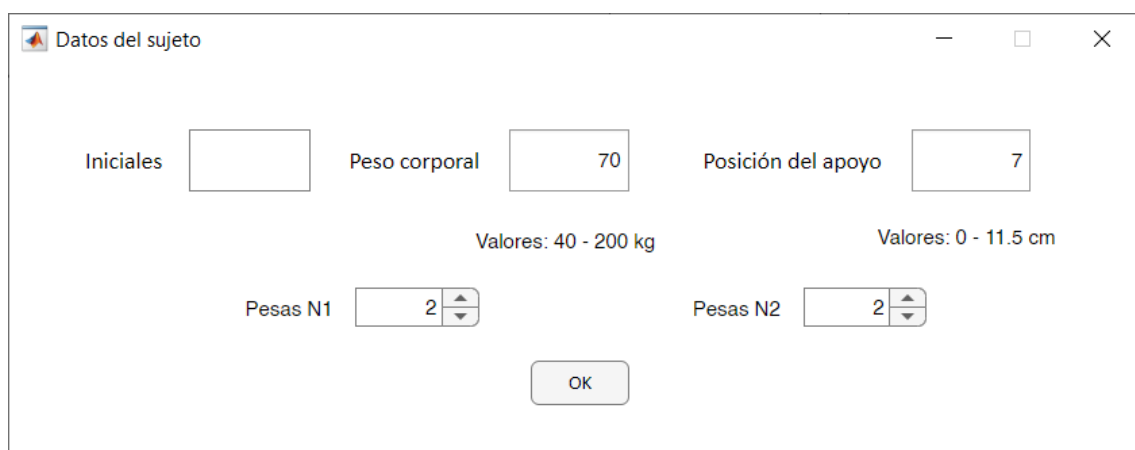 Datos del sujeto
Iniciales Peso corporal 70 Posición del apoyo 7
Valores: 40 - 200 kg Valores: 0 - 11.5 cm
Pesas N1 2 Pesas N2 2
OK